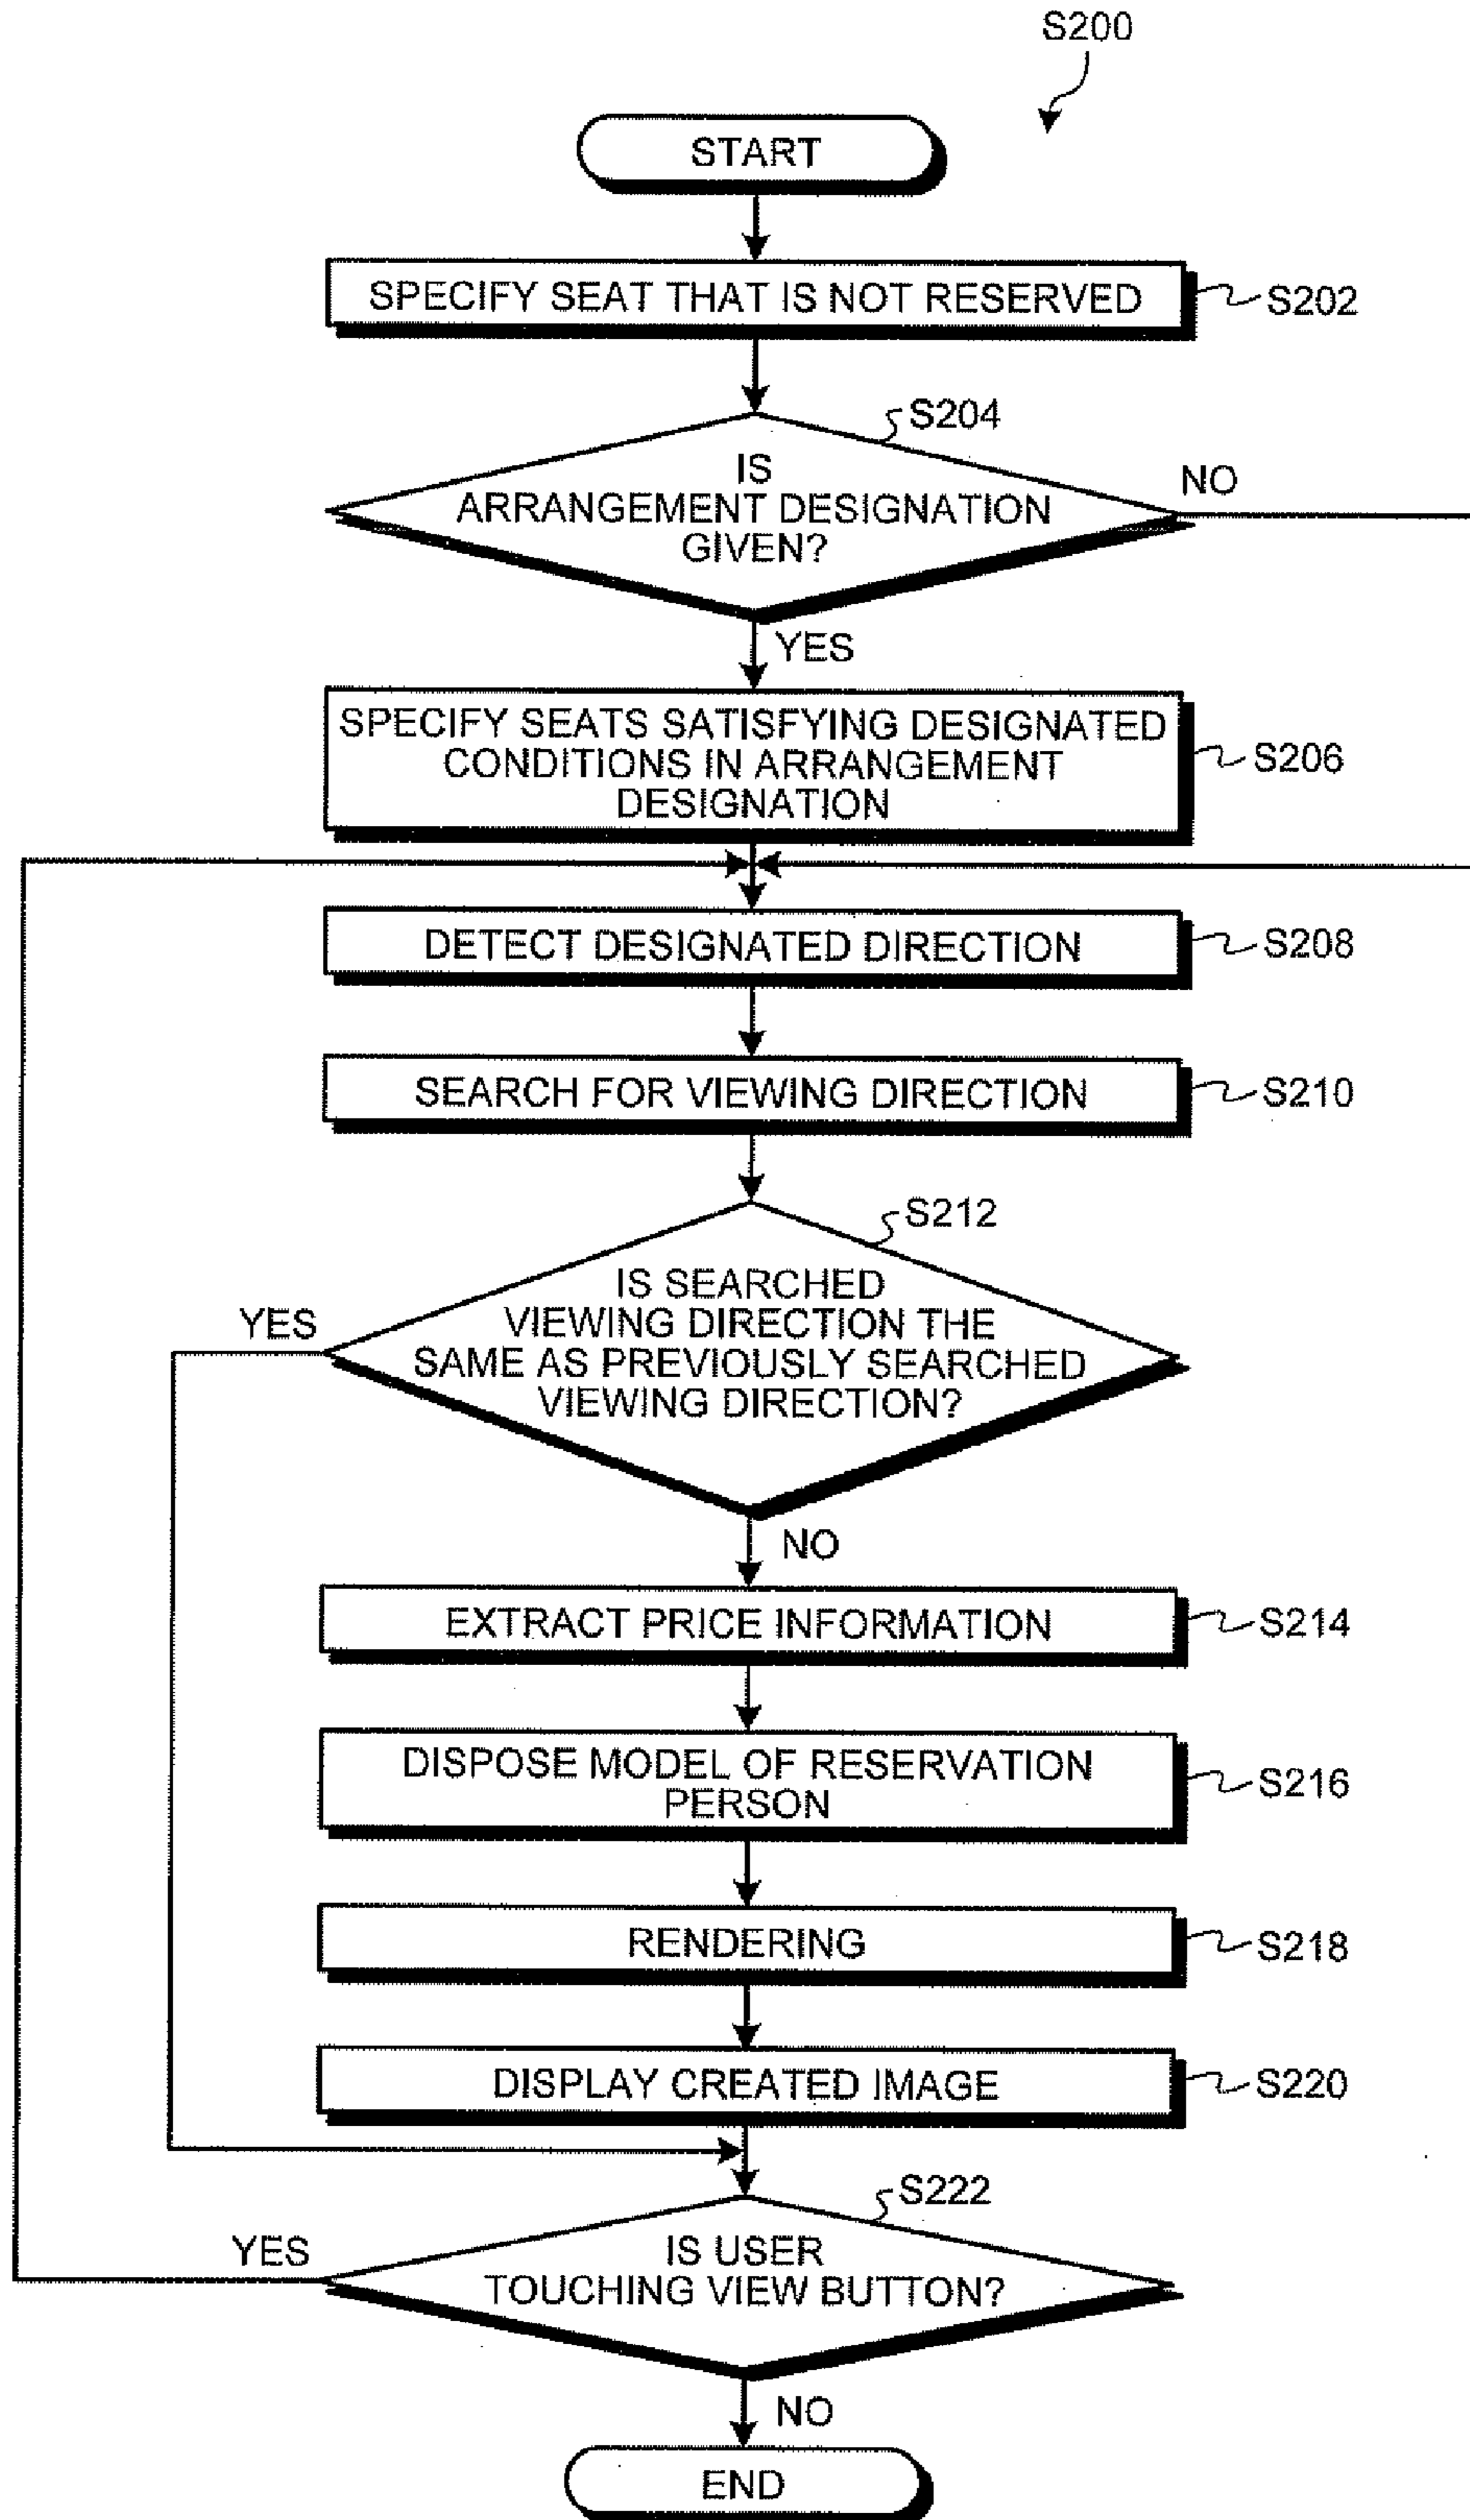 S200
START
SPECIFY SEAT THAT IS NOT RESERVED
S202
S204
IS
ARRANGEMENT DESIGNATION
GIVEN?
NO
YES
SPECIFY SEATS SATISFYING DESIGNATED
CONDITIONS IN ARRANGEMENT
DESIGNATION
S206
DETECT DESIGNATED DIRECTION
S208
SEARCH FOR VIEWING DIRECTION
S210
S212
IS SEARCHED
VIEWING DIRECTION THE
SAME AS PREVIOUSLY SEARCHED
VIEWING DIRECTION?
YES
NO
EXTRACT PRICE INFORMATION
S214
DISPOSE MODEL OF RESERVATION
PERSON
S216
RENDERING
S218
DISPLAY CREATED IMAGE
S220
S222
IS USER
TOUCHING VIEW BUTTON?
YES
NO
END